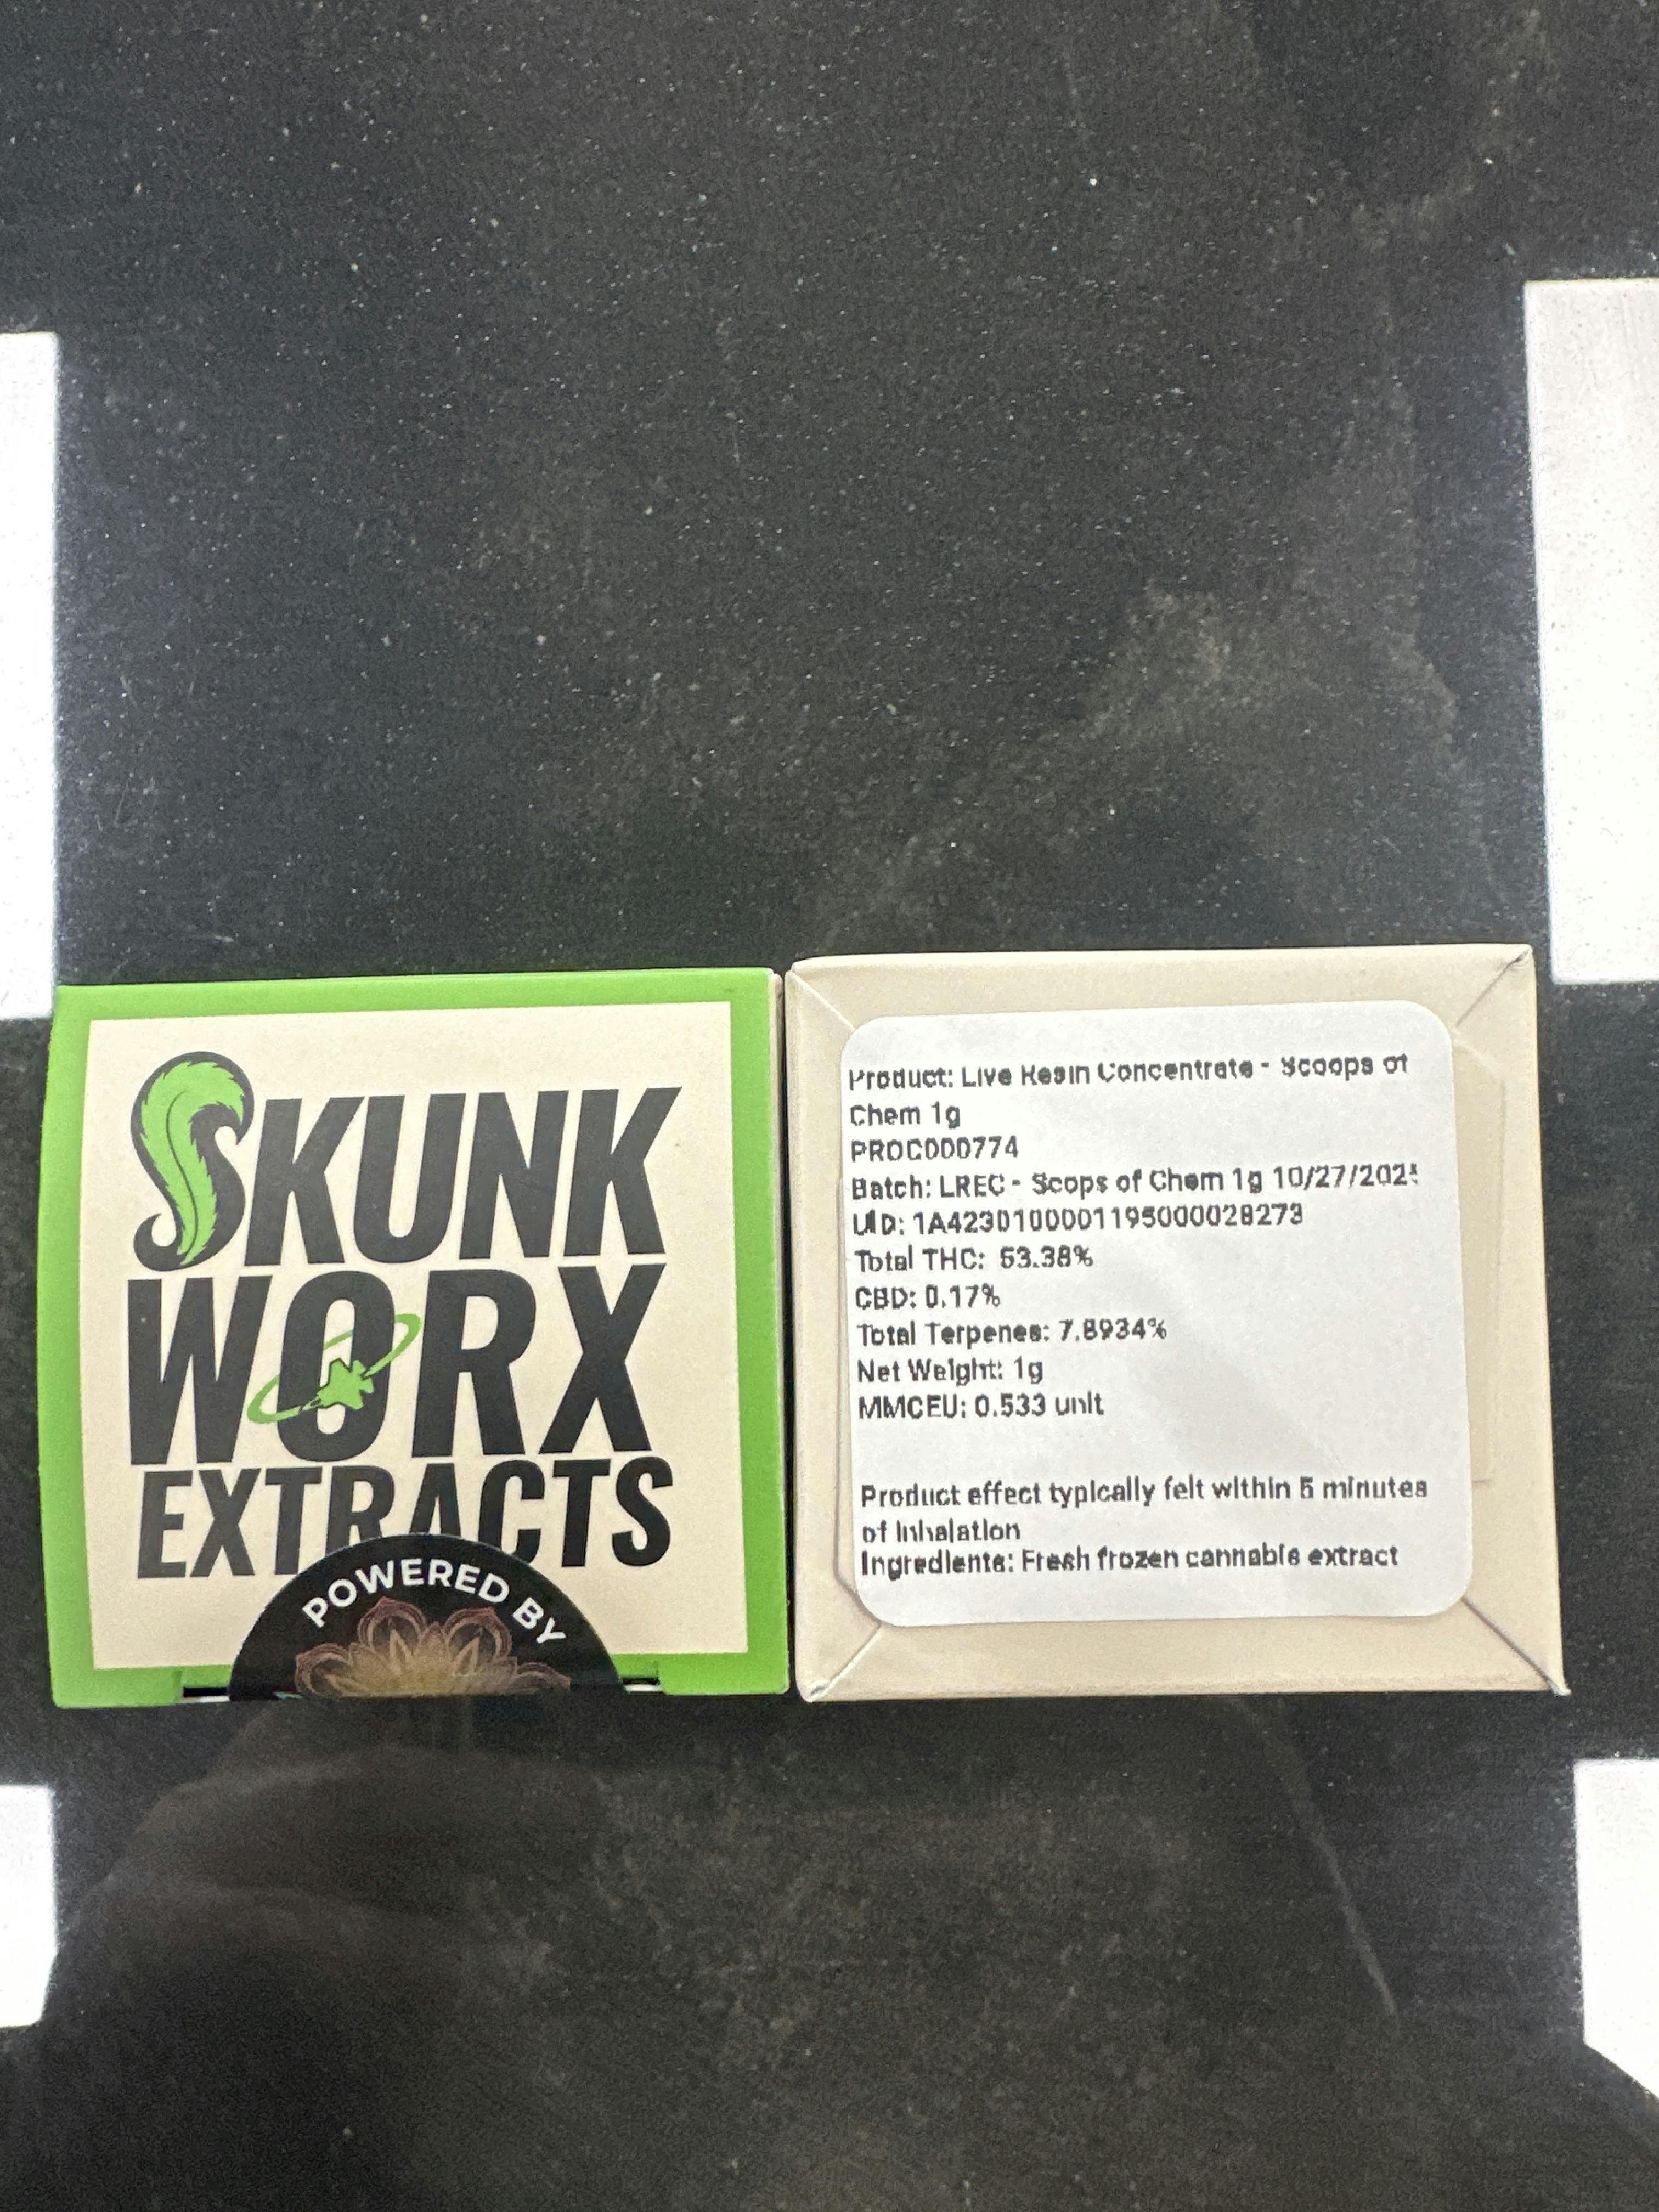 SKUNK
WORX
EXTRACTS
POWERED BY
Product: Live Resin Concentrate - Scoops of
Chem 1g
PROC000774
Batch: LREC - Scops of Chem 1g 10/27/2025
UID: 1A4230100001195000028273
Total THC: 53.38%
CBD: 0.17%
Total Terpenes: 7.8934%
Net Weight: 1g
MMCEU: 0.533 unit
Product effect typically felt within 5 minutes
of inhalation
Ingredients: Fresh frozen cannabis extract